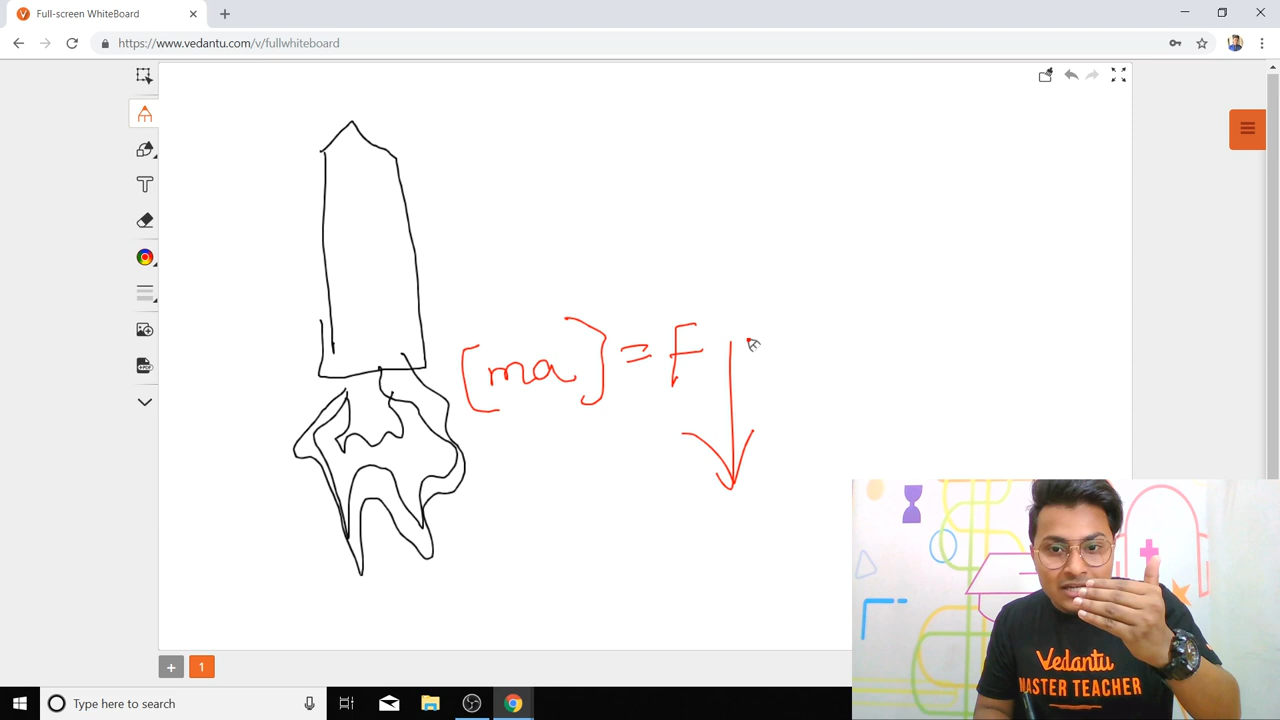 Full-screen WhiteBoard
https://www.vedantu.com/v/fullwhiteboard
[ma] = F
Vedantu
MASTER TEACHER
1
Type here to search